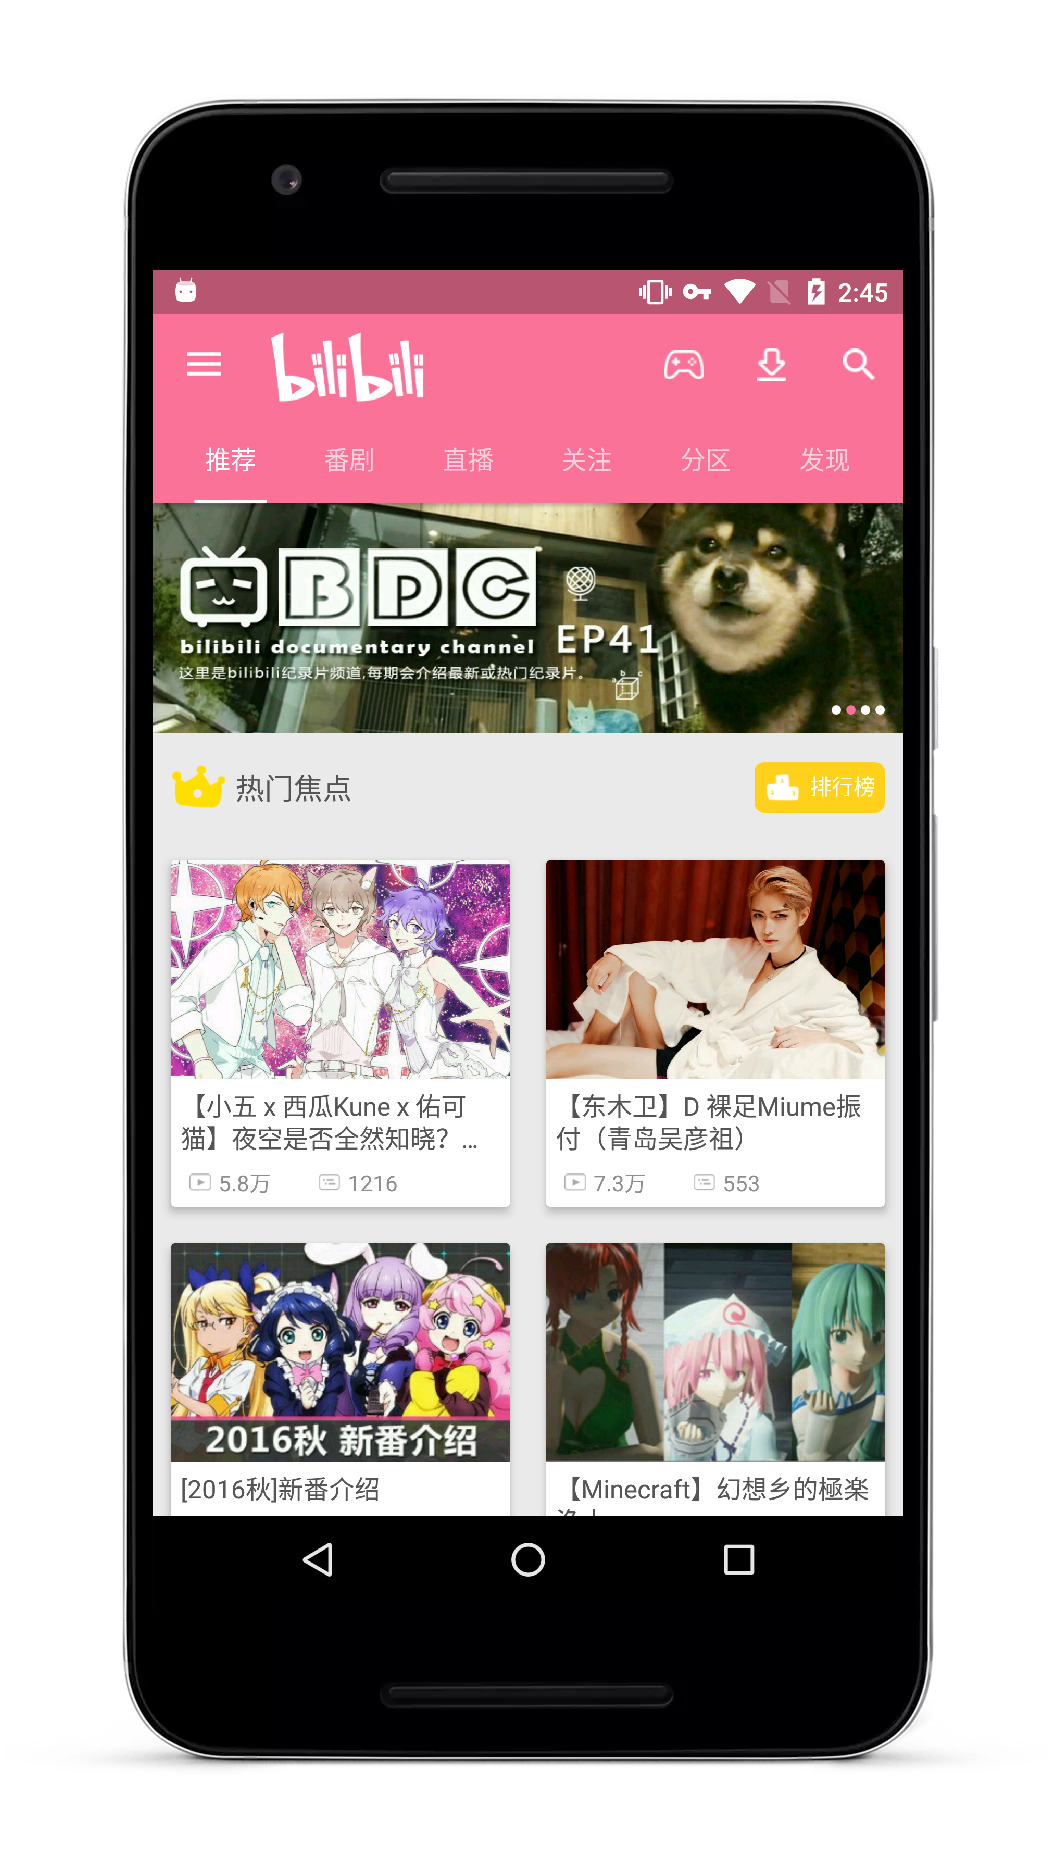 2:45
bilibili
推荐 番剧 直播 关注 分区 发现
BDC
bilibili documentary channel
EP41
这里是bilibili纪录片频道,每期会介绍最新或热门纪录片。
热门焦点
排行榜
【小五 x 西瓜Kune x 佑可
猫】夜空是否全然知晓？...
5.8万 1216
【东木卫】D 裸足Miume振
付（青岛吴彦祖）
7.3万 553
2016秋 新番介绍
[2016秋]新番介绍
【Minecraft】幻想乡的極楽